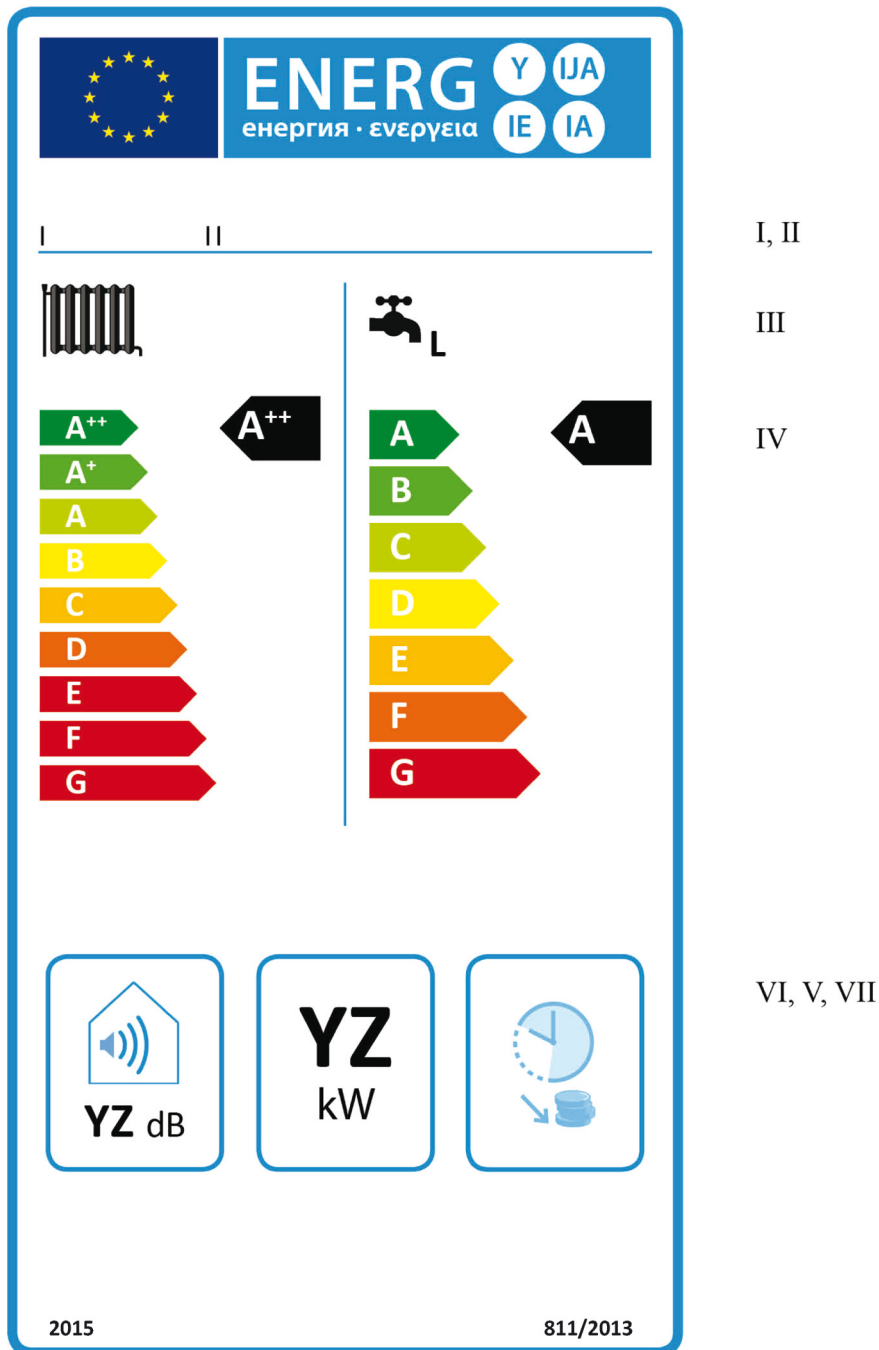 ENERG Y IJA
енергия · ενεργεια IE IA
I II
I, II
III
L
A++ A++ A A
IV
A+ B
A C
B D
C E
D F
E G
F
G
VI, V, VII
YZ dB
YZ
kW
2015 811/2013